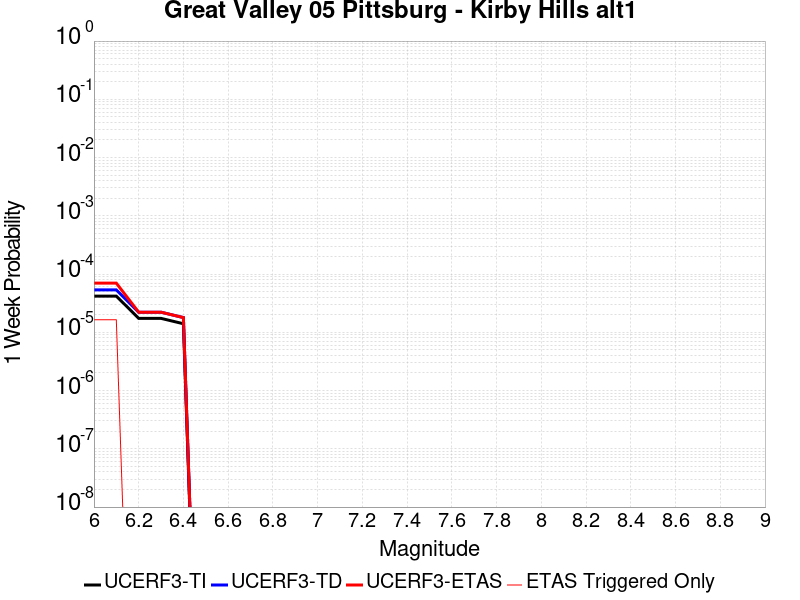 Great Valley 05 Pittsburg - Kirby Hills alt1
10^0
10^-1
10^-2
10^-3
10^-4
10^-5
10^-6
10^-7
10^-8
1 Week Probability
6 6.2 6.4 6.6 6.8 7 7.2 7.4 7.6 7.8 8 8.2 8.4 8.6 8.8 9
Magnitude
UCERF3-TI UCERF3-TD UCERF3-ETAS ETAS Triggered Only